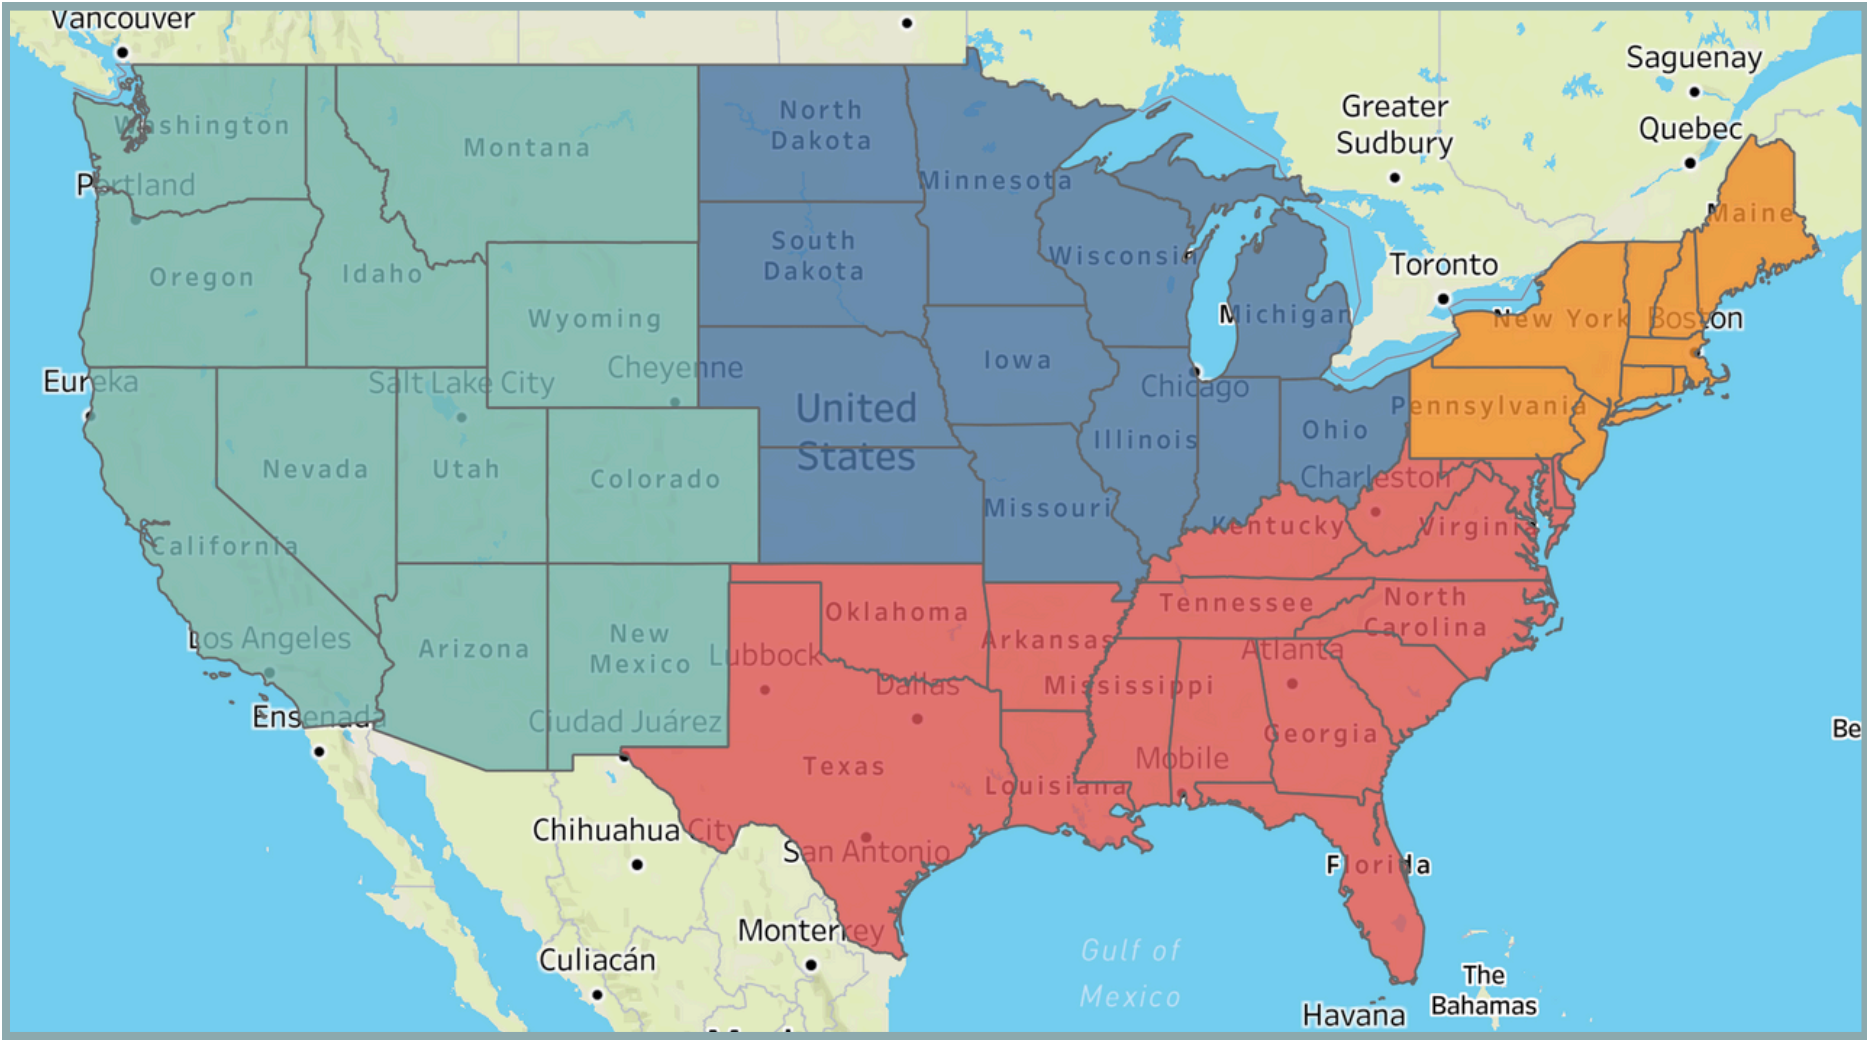 Vancouver
Saguenay
Greater
Sudbury
Quebec
North
Dakota
Washington
Montana
Minnesota
Portland
Maine
South
Dakota
Wisconsin
Toronto
Oregon
Idaho
Wyoming
Michigan
New York
Boston
Iowa
Cheyenne
Eureka
Salt Lake City
Chicago
United
States
Pennsylvania
Ohio
Illinois
Nevada
Utah
Colorado
Charleston
Missouri
Kentucky
Virginia
California
Tennessee
North
Carolina
Oklahoma
Arkansas
Los Angeles
Arizona
New
Mexico
Lubbock
Atlanta
Dallas
Mississippi
Ensenada
Ciudad Juárez
Georgia
Be
Mobile
Texas
Louisiana
Chihuahua City
San Antonio
Florida
Monterrey
Culiacán
Gulf of
Mexico
The
Bahamas
Havana